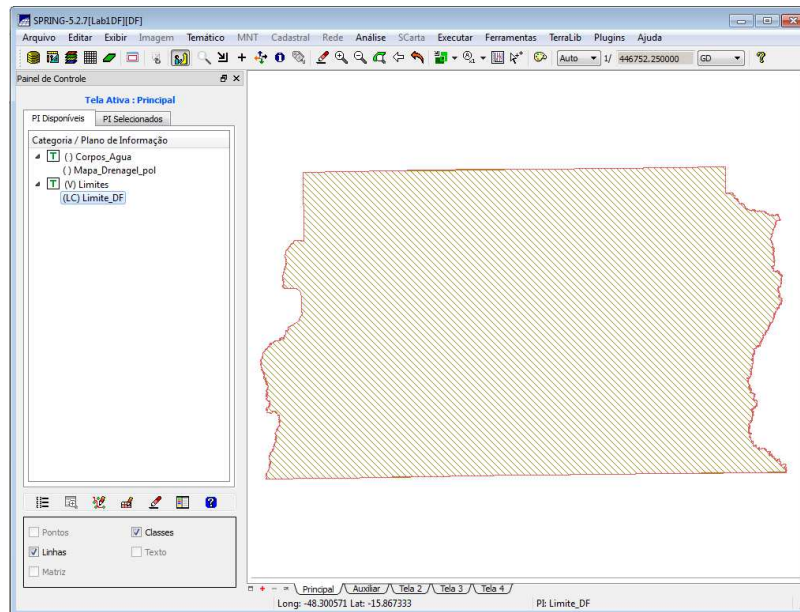 SPRING-5.2.7[Lab1DF][DF]
Arquivo Editar Exibir Imagem Temático MNT Cadastral Rede Análise SCarta Executar Ferramentas TerraLib Plugins Ajuda
Auto 1/ 446752.250000 GD
Painel de Controle
Tela Ativa : Principal
PI Disponíveis PI Selecionados
Categoria / Plano de Informação
T () Corpos_Agua
() Mapa_Drenagel_pol
T (V) Limites
(LC) Limite_DF
Pontos Classes
Linhas Texto
Matriz
Principal Auxiliar Tela 2 Tela 3 Tela 4
Long: -48.300571 Lat: -15.867333 PI: Limite_DF